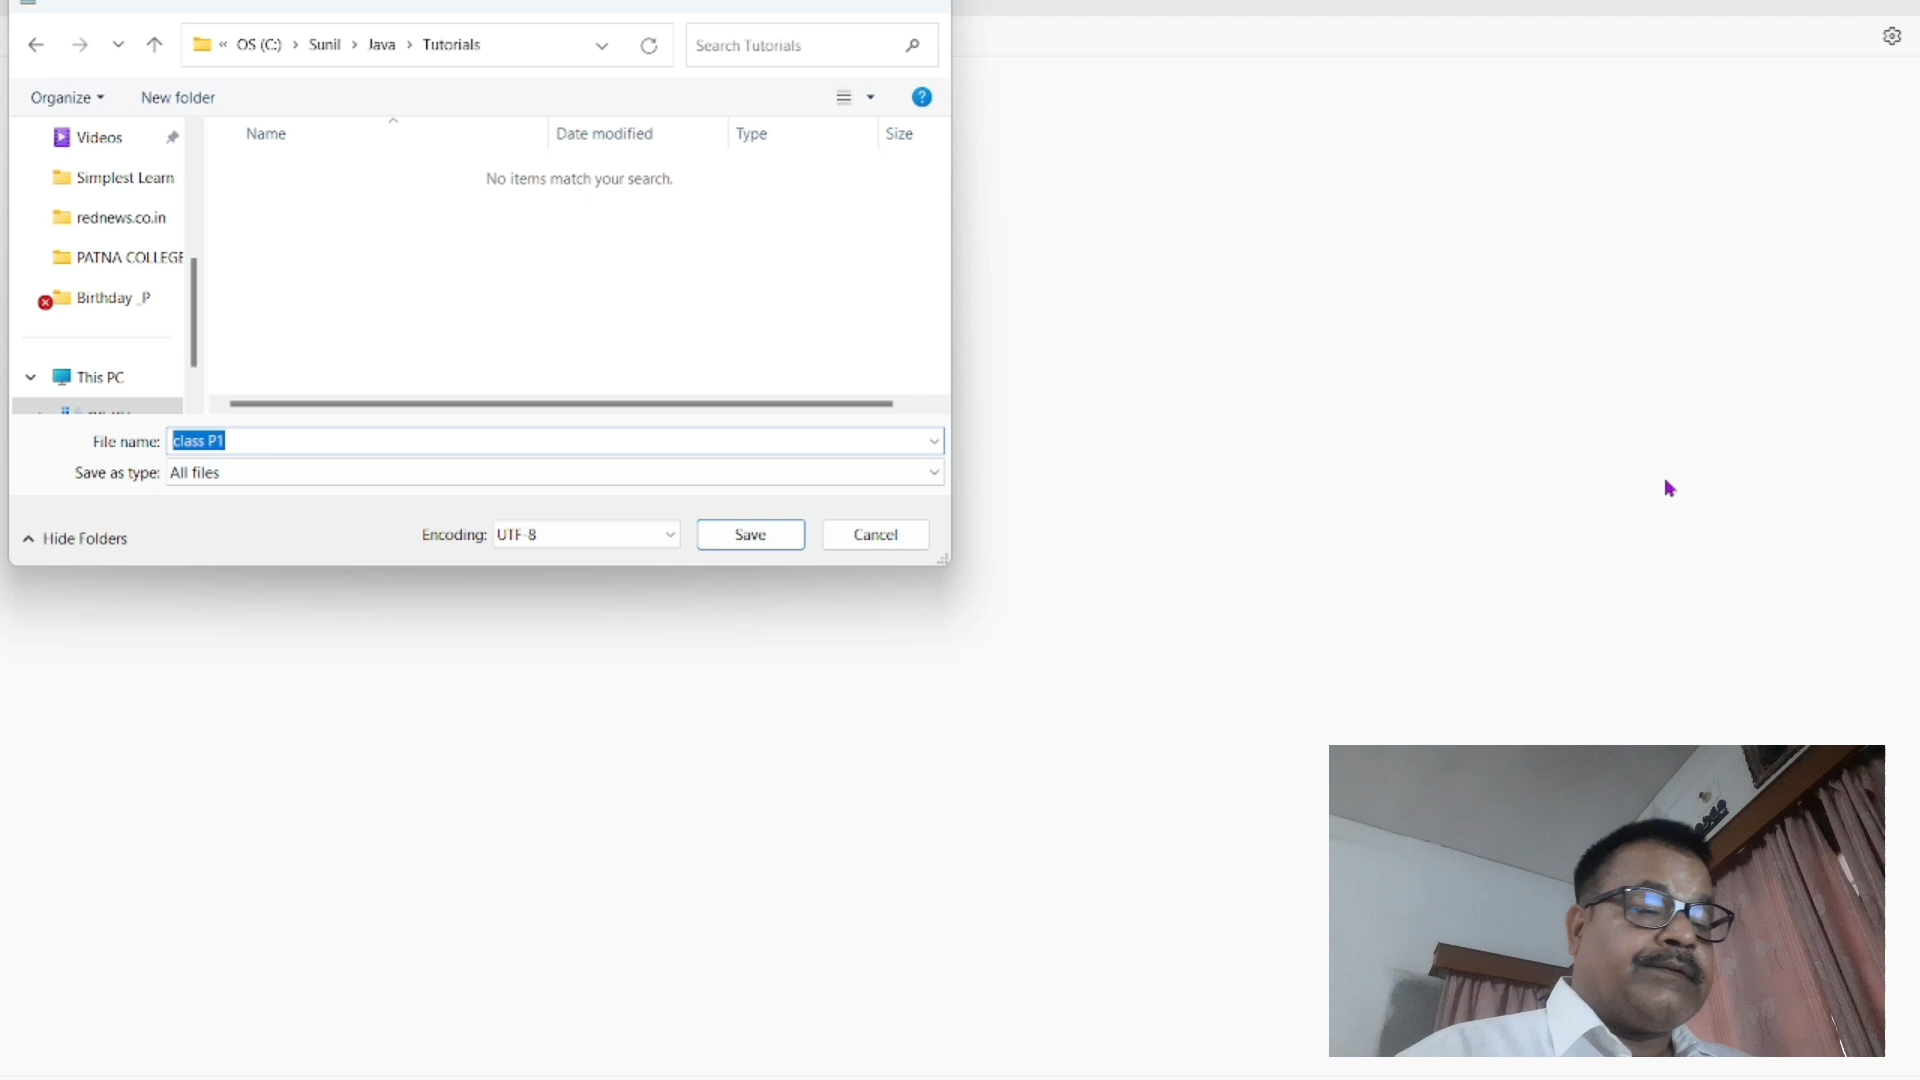 « OS (C:) › Sunil › Java › Tutorials
Search Tutorials
Organize
New folder
?
Name
Date modified
Type
Size
No items match your search.
Videos
Simplest Learn
rednews.co.in
PATNA COLLEGE
Birthday _P
This PC
File name: class P1
Save as type: All files
Hide Folders
Encoding: UTF-8
Save
Cancel